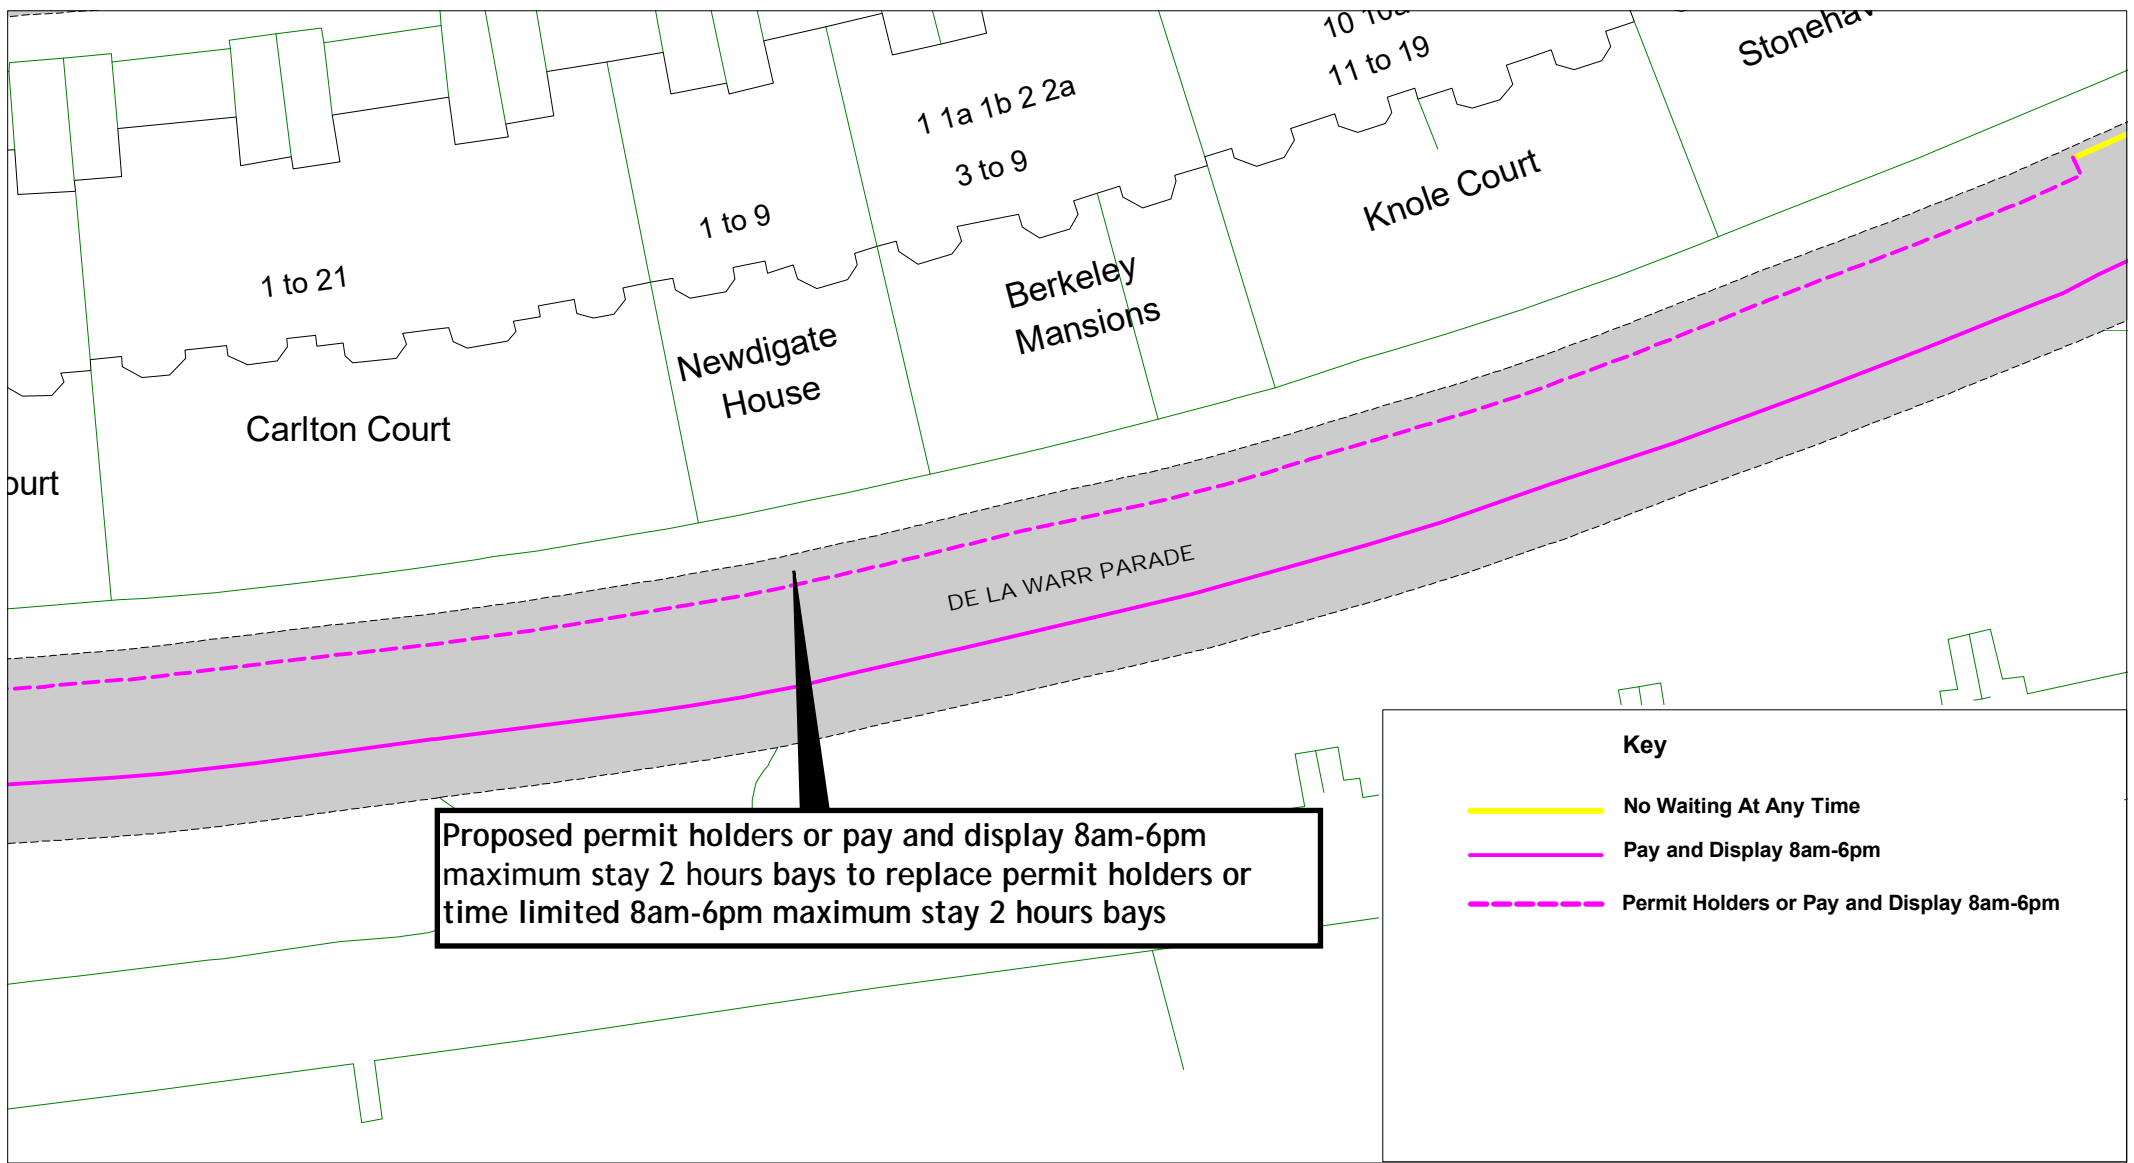 11 to 19
1 1a 1b 2 2a
3 to 9
Knole Court
1 to 9
1 to 21
Berkeley
Mansions
Newdigate
House
Carlton Court
DE LA WARR PARADE
Proposed permit holders or pay and display 8am-6pm
maximum stay 2 hours bays to replace permit holders or
time limited 8am-6pm maximum stay 2 hours bays
Key
No Waiting At Any Time
Pay and Display 8am-6pm
Permit Holders or Pay and Display 8am-6pm